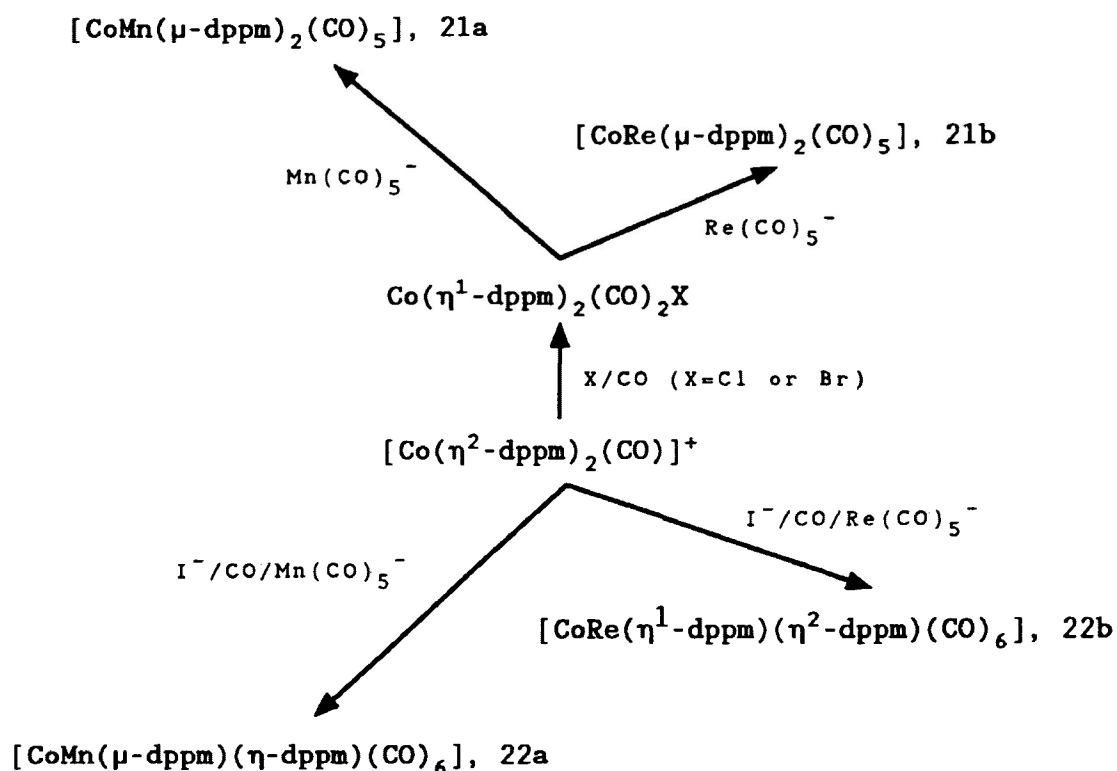 [CoMn(μ-dppm)₂(CO)₅], 21a
[CoRe(μ-dppm)₂(CO)₅], 21b
Mn(CO)₅⁻
Re(CO)₅⁻
Co(η¹-dppm)₂(CO)₂X
X/CO (X=Cl or Br)
[Co(η²-dppm)₂(CO)]⁺
I⁻/CO/Re(CO)₅⁻
I⁻/CO/Mn(CO)₅⁻
[CoRe(η¹-dppm)(η²-dppm)(CO)₆], 22b
[CoMn(μ-dppm)(η-dppm)(CO)₆], 22a